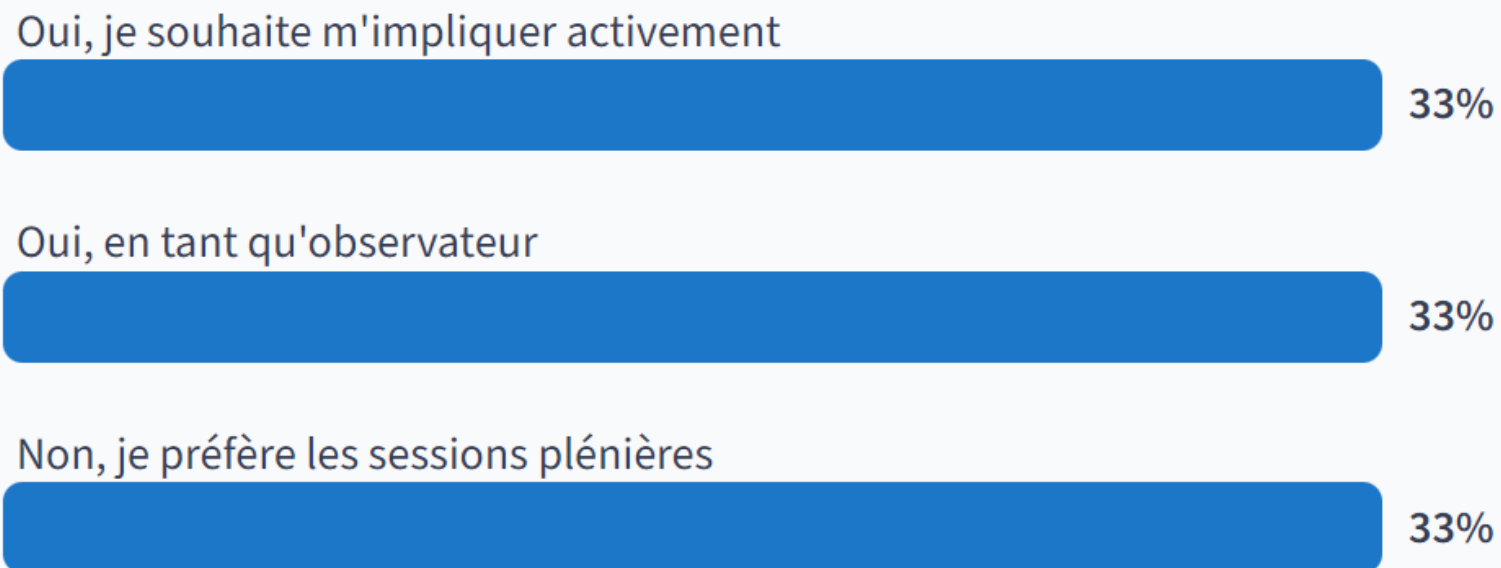 Oui, je souhaite m'impliquer activement
33%
Oui, en tant qu'observateur
33%
Non, je préfère les sessions plénières
33%